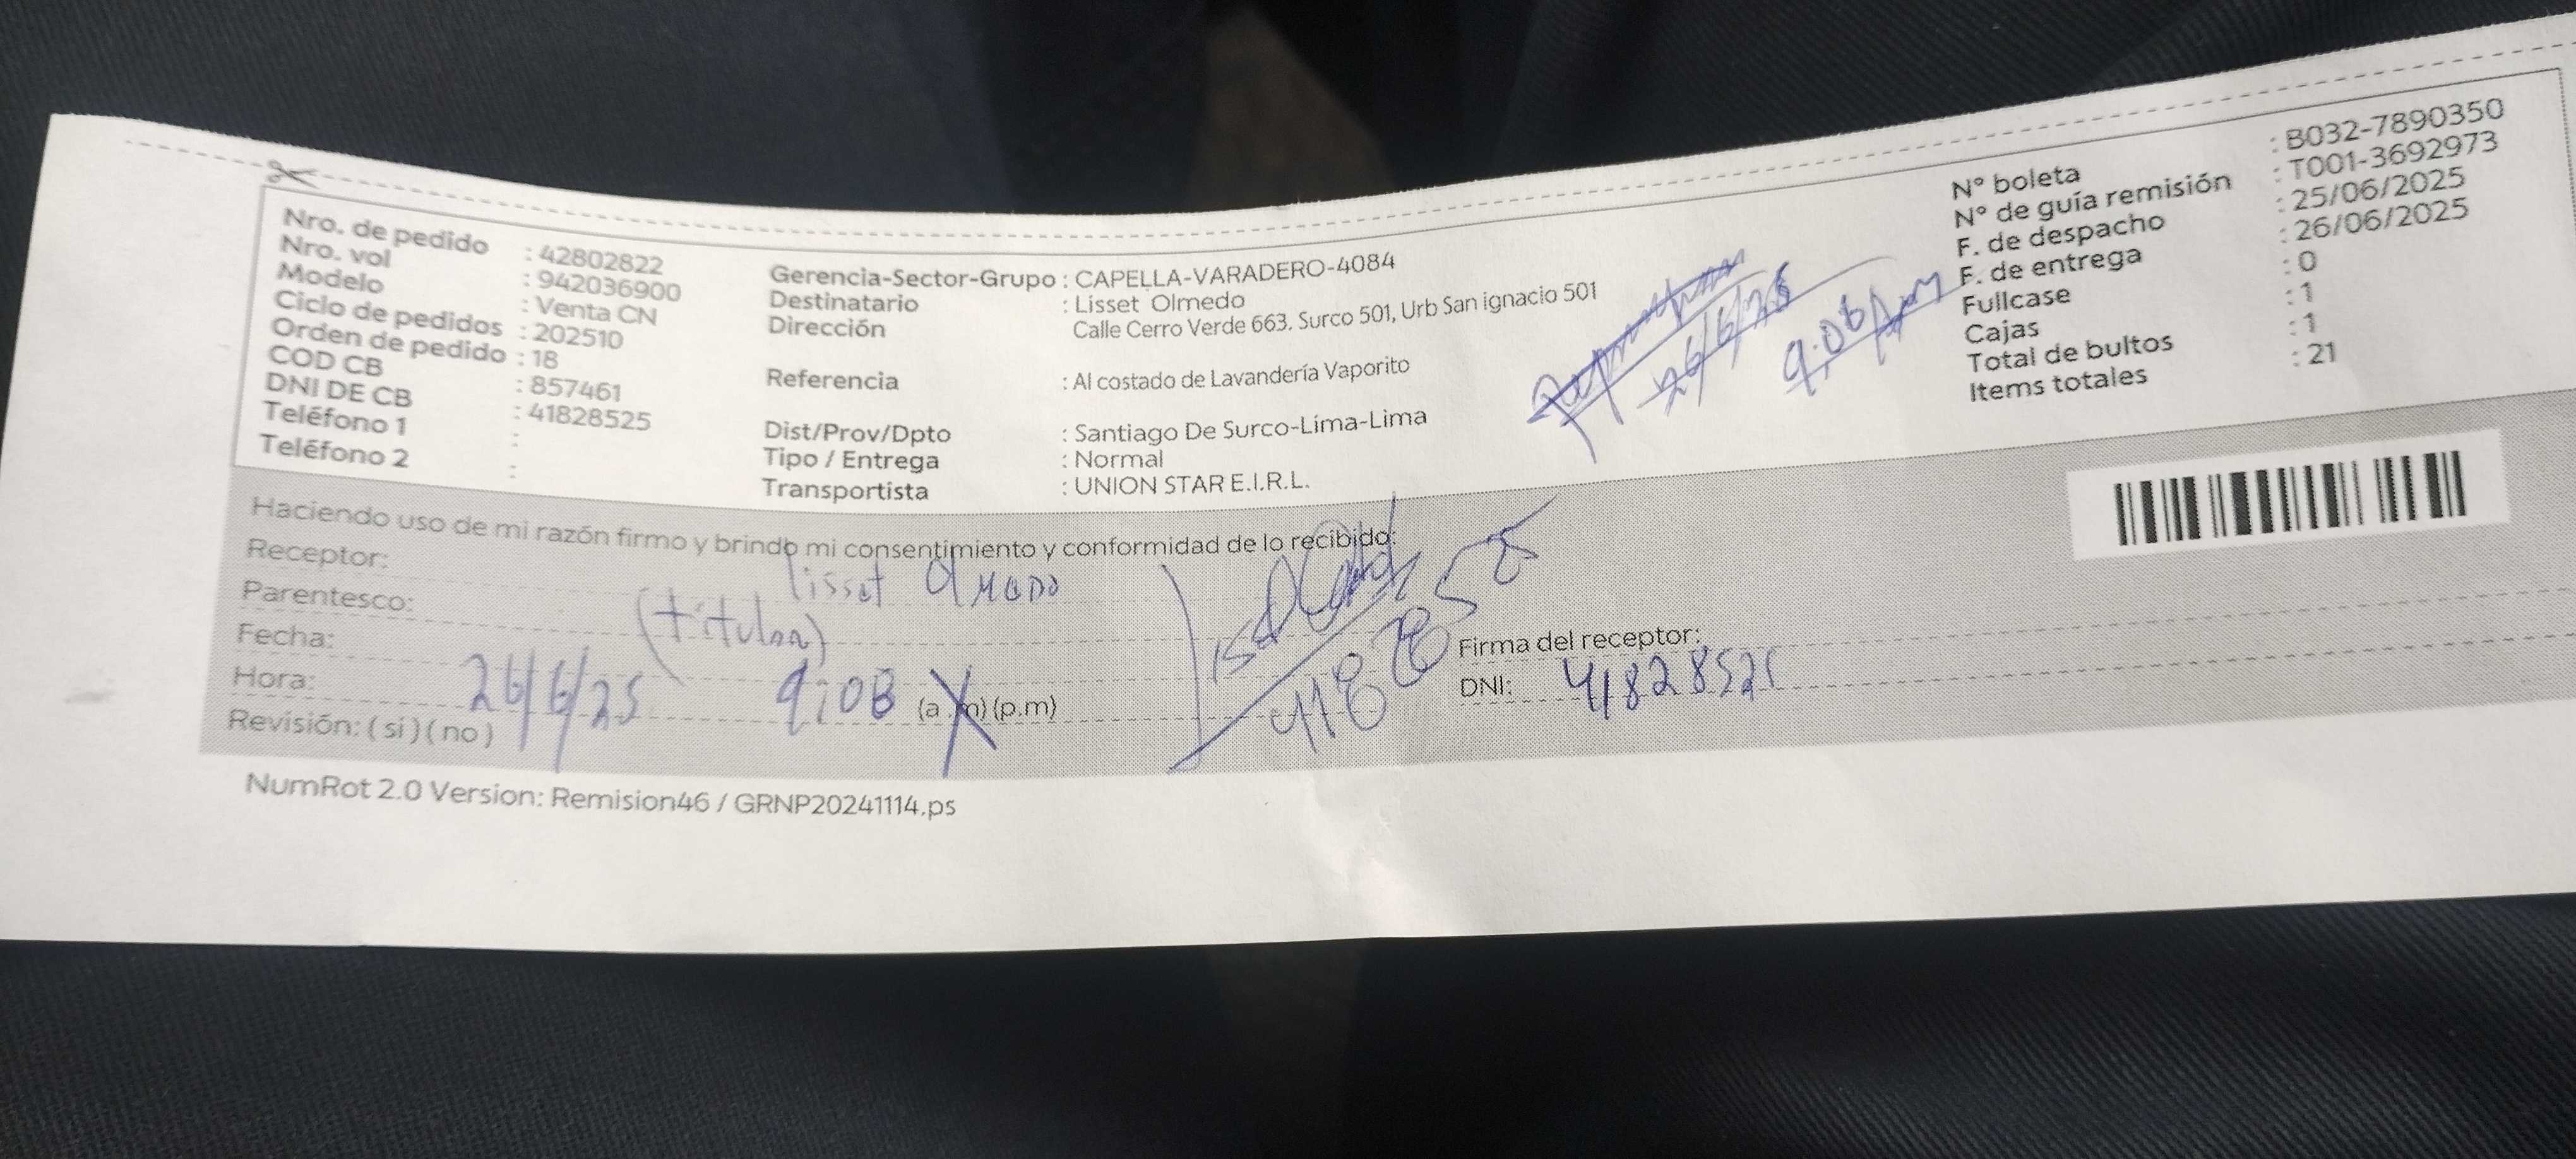 Nro. de pedido : 42802822
Nro. vol : 942036900
Modelo : Venta CN
Ciclo de pedidos : 202510
Orden de pedido : 18
COD CB : 857461
DNI DE CB : 41828525
Teléfono 1 :
Teléfono 2 :
Gerencia-Sector-Grupo : CAPELLA-VARADERO-4084
Destinatario : Lisset Olmedo
Dirección Calle Cerro Verde 663. Surco 501, Urb San ignacio 501
Referencia : Al costado de Lavandería Vaporito
Dist/Prov/Dpto : Santiago De Surco-Lima-Lima
Tipo / Entrega : Normal
Transportista : UNION STAR E.I.R.L.
26/6/25
9:08 Am
N° boleta : B032-7890350
N° de guía remisión : T001-3692973
F. de despacho : 25/06/2025
F. de entrega : 26/06/2025
Fullcase : 0
Cajas : 1
Total de bultos : 1
Items totales : 21
Haciendo uso de mi razón firmo y brindo mi consentimiento y conformidad de lo recibido:
Receptor: lisset Olmedo
Parentesco: (titular)
Fecha: 26/6/25
Hora: 9:08 (a.m) (p.m)
Revisión: ( si ) ( no )
41828525
Firma del receptor:
DNI: 41828525
NumRot 2.0 Version: Remision46 / GRNP20241114.ps